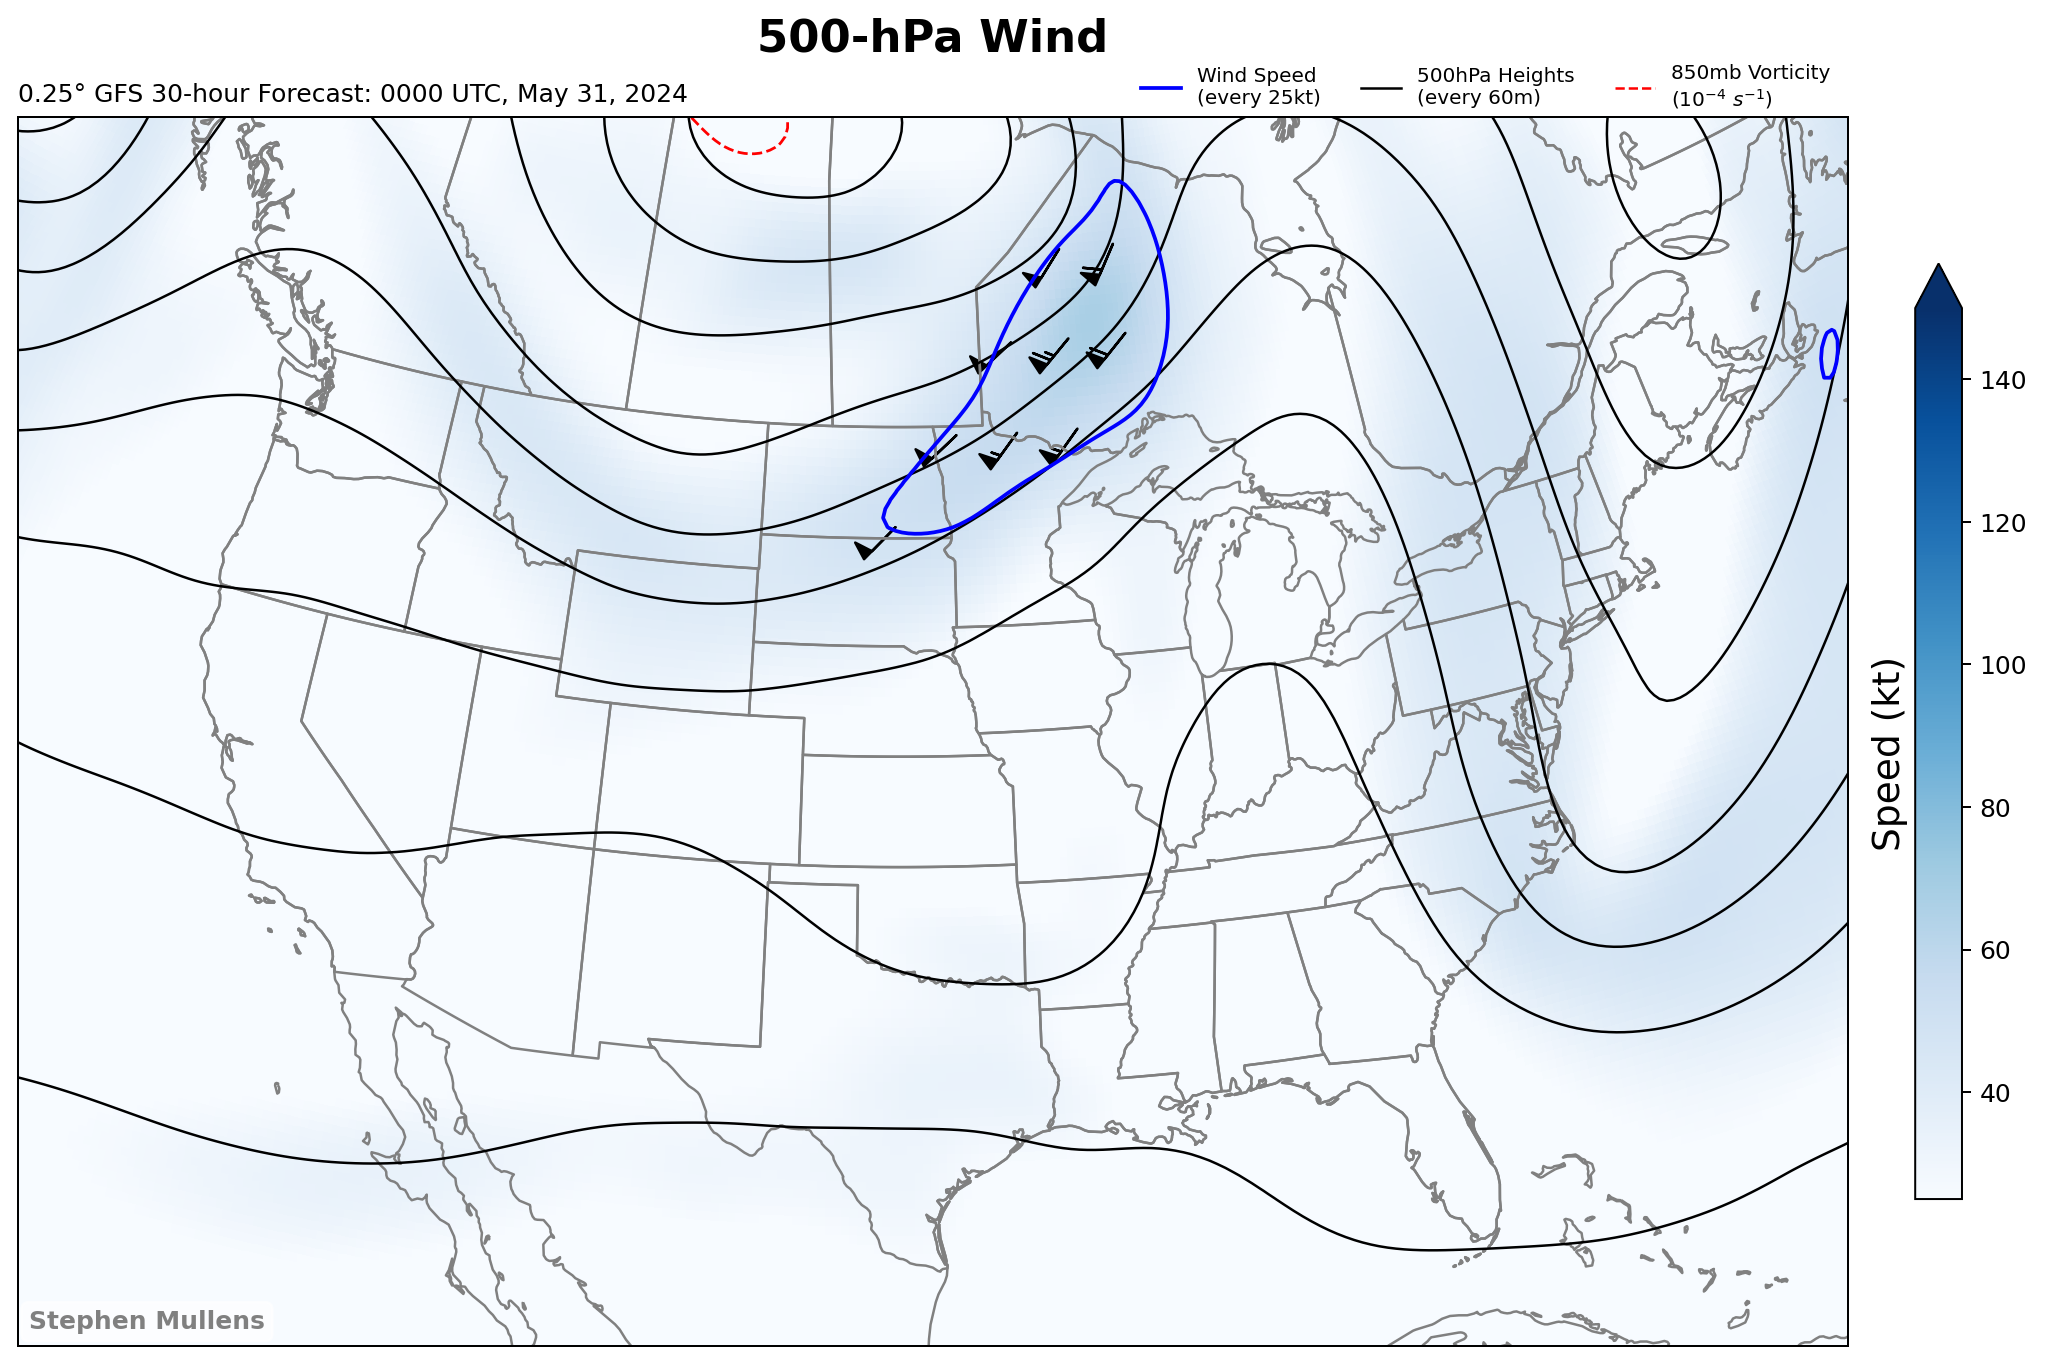 500-hPa Wind
0.25° GFS 30-hour Forecast: 0000 UTC, May 31, 2024
Wind Speed
(every 25kt)
500hPa Heights
(every 60m)
850mb Vorticity
(10⁻⁴ s⁻¹)
140
120
100
80
60
40
Speed (kt)
Stephen Mullens